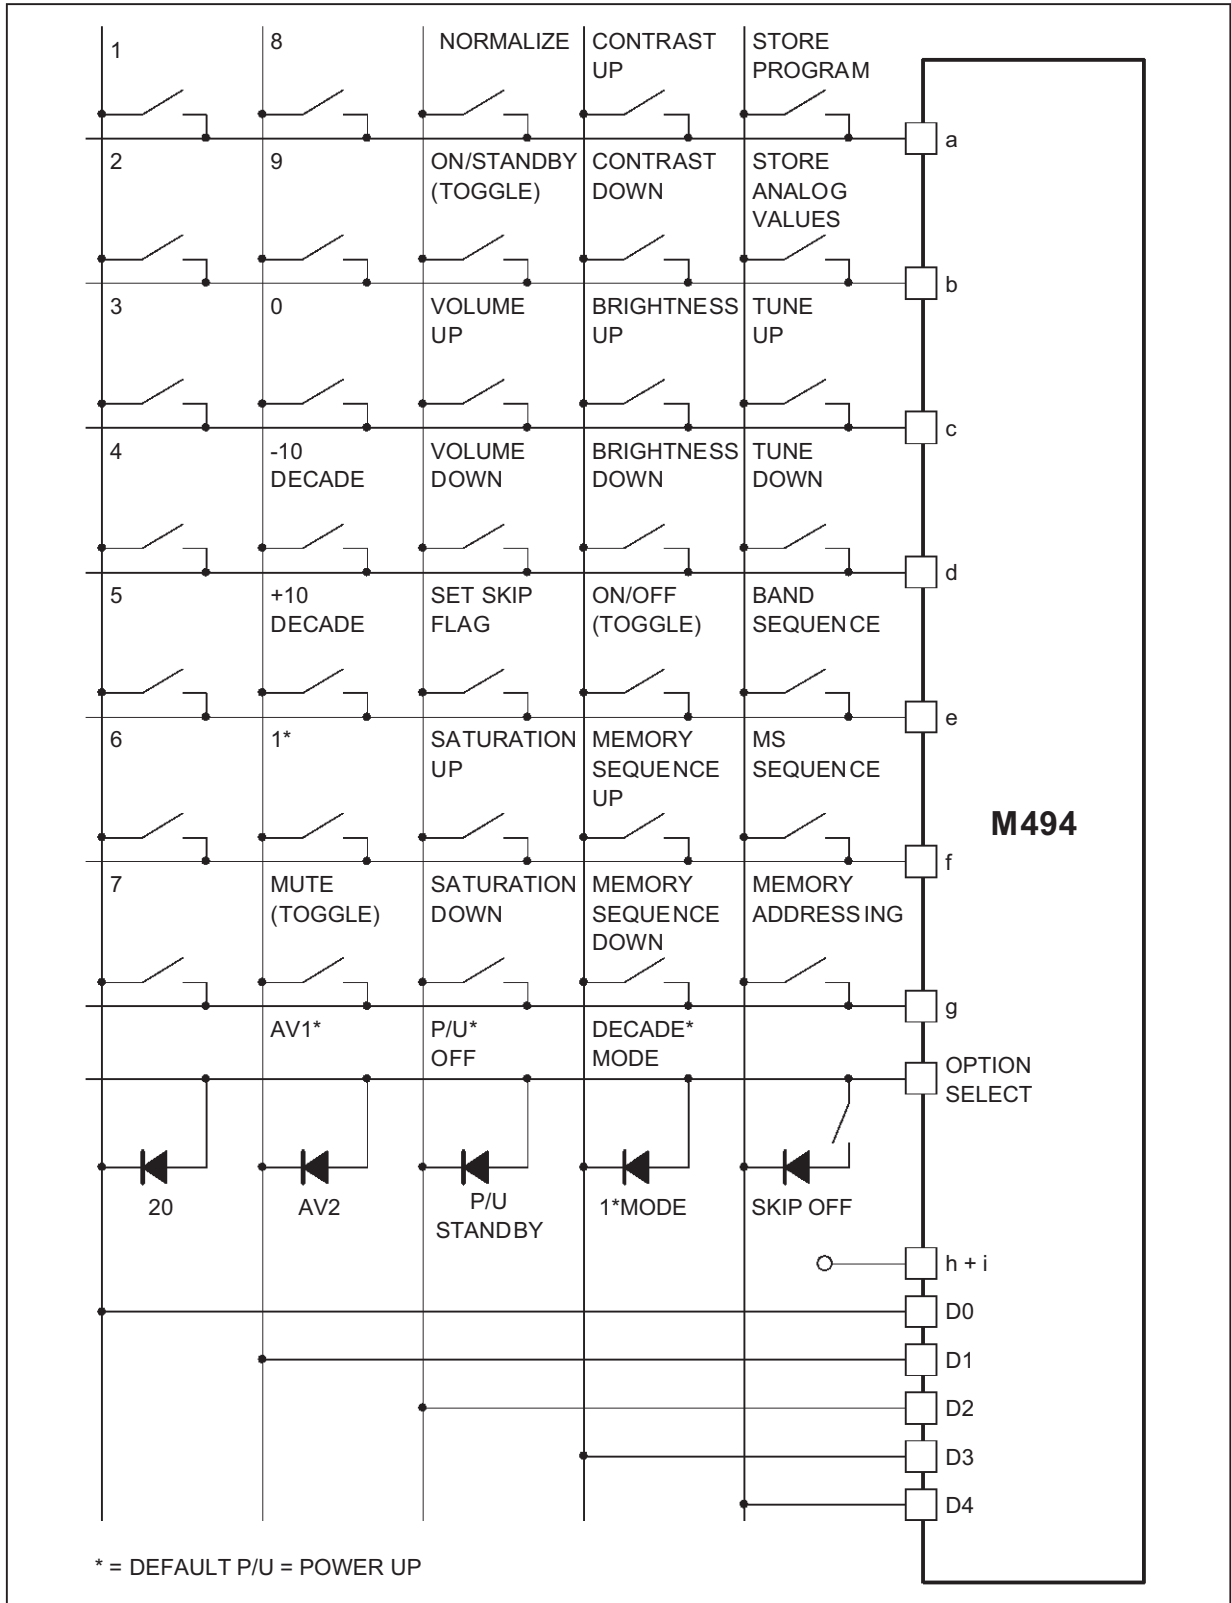 1
8
NORMALIZE
CONTRAST
UP
STORE
PROGRAM
a
2
9
ON/STANDBY
(TOGGLE)
CONTRAST
DOWN
STORE
ANALOG
VALUES
b
3
0
VOLUME
UP
BRIGHTNESS
UP
TUNE
UP
c
4
-10
DECADE
VOLUME
DOWN
BRIGHTNESS
DOWN
TUNE
DOWN
d
5
+10
DECADE
SET SKIP
FLAG
ON/OFF
(TOGGLE)
BAND
SEQUENCE
e
6
1*
SATURATION
UP
MEMORY
SEQUENCE
UP
MS
SEQUENCE
M494
f
7
MUTE
(TOGGLE)
SATURATION
DOWN
MEMORY
SEQUENCE
DOWN
MEMORY
ADDRESSING
g
AV1*
P/U*
OFF
DECADE*
MODE
OPTION
SELECT
20
AV2
P/U
STANDBY
1*MODE
SKIP OFF
h + i
D0
D1
D2
D3
D4
* = DEFAULT P/U = POWER UP